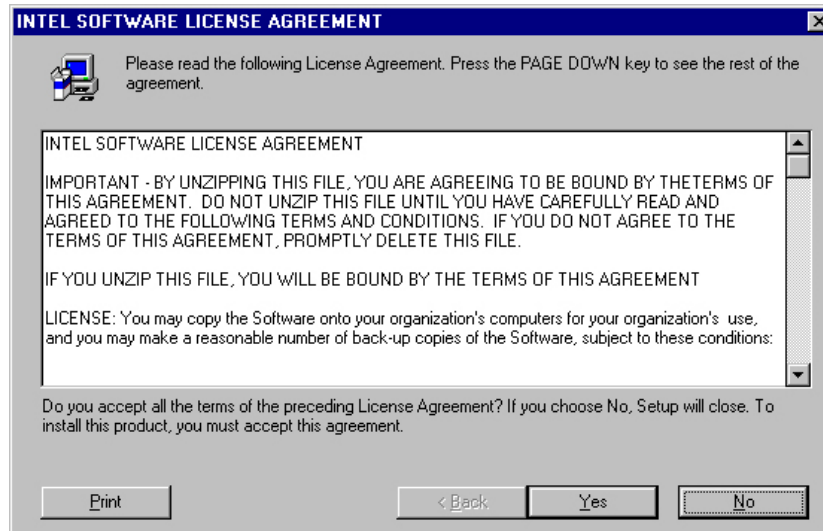 INTEL SOFTWARE LICENSE AGREEMENT
Please read the following License Agreement. Press the PAGE DOWN key to see the rest of the
agreement.
INTEL SOFTWARE LICENSE AGREEMENT
IMPORTANT - BY UNZIPPING THIS FILE, YOU ARE AGREEING TO BE BOUND BY THETERMS OF
THIS AGREEMENT.  DO NOT UNZIP THIS FILE UNTIL YOU HAVE CAREFULLY READ AND
AGREED TO THE FOLLOWING TERMS AND CONDITIONS.  IF YOU DO NOT AGREE TO THE
TERMS OF THIS AGREEMENT, PROMPTLY DELETE THIS FILE.
IF YOU UNZIP THIS FILE, YOU WILL BE BOUND BY THE TERMS OF THIS AGREEMENT
LICENSE: You may copy the Software onto your organization's computers for your organization's  use,
and you may make a reasonable number of back-up copies of the Software, subject to these conditions:
Do you accept all the terms of the preceding License Agreement? If you choose No, Setup will close. To
install this product, you must accept this agreement.
Print
< Back
Yes
No